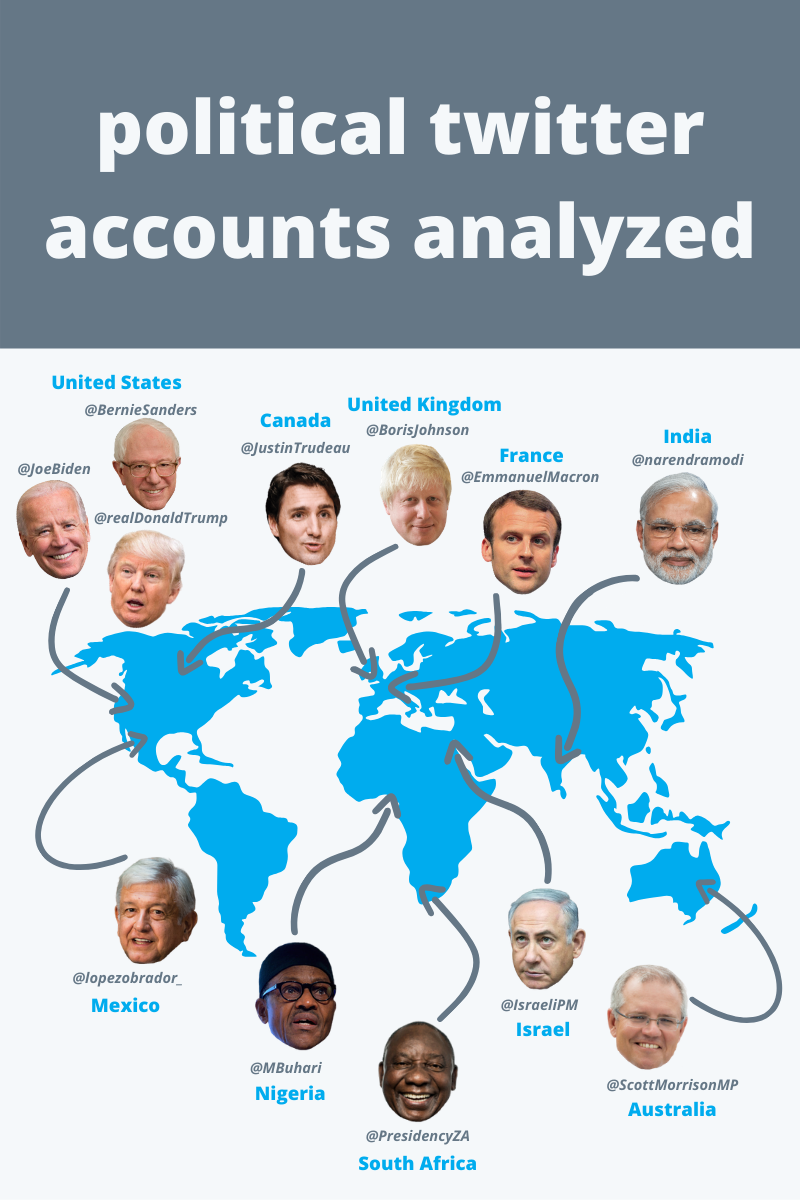 political twitter
accounts analyzed
United States
@BernieSanders
@JoeBiden
@realDonaldTrump
Canada
@JustinTrudeau
United Kingdom
@BorisJohnson
France
@EmmanuelMacron
India
@narendramodi
@lopezobrador_
Mexico
@MBuhari
Nigeria
@PresidencyZA
South Africa
@IsraeliPM
Israel
@ScottMorrisonMP
Australia